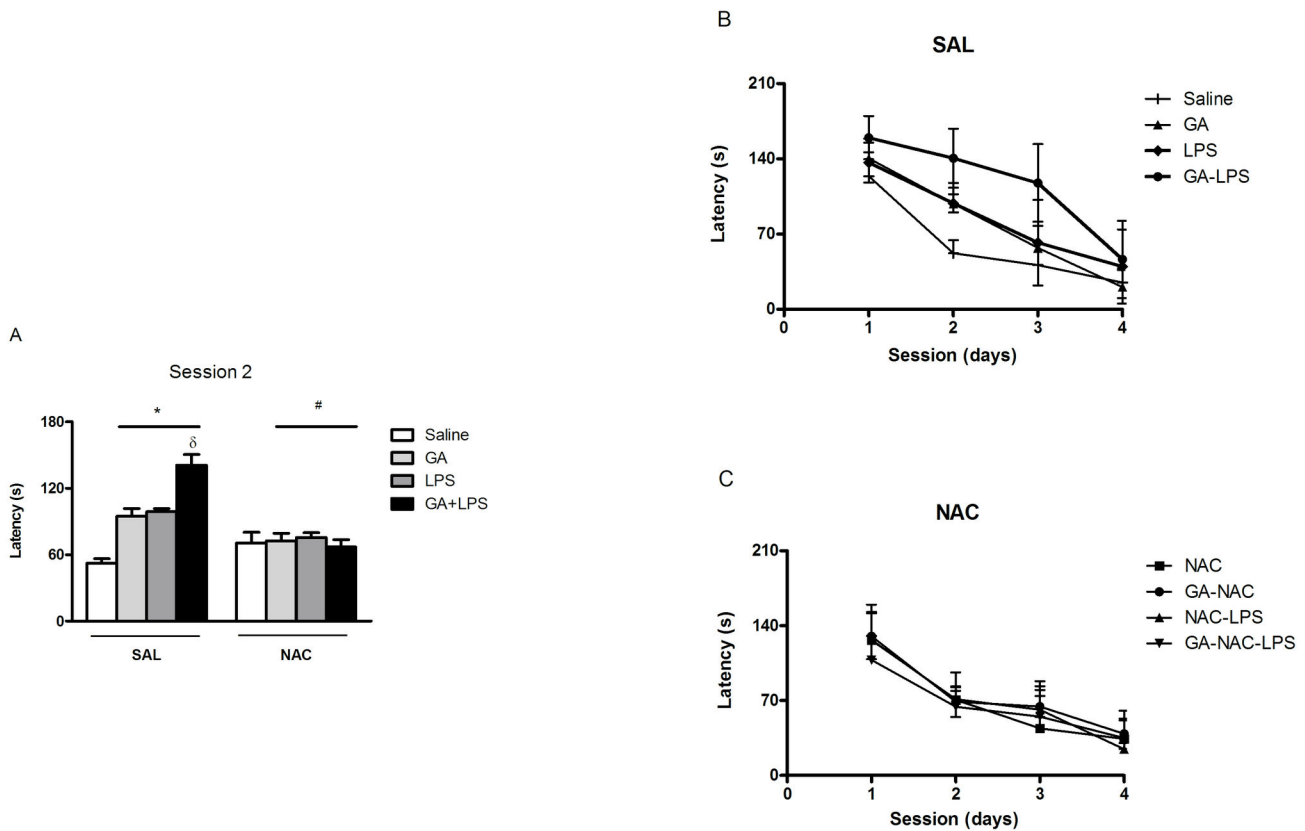 A
Session 2
*
#
δ
180
120
60
0
Latency (s)
SAL
NAC
Saline
GA
LPS
GA+LPS
B
SAL
210
140
70
0
Latency (s)
0
1
2
3
4
Session (days)
Saline
GA
LPS
GA-LPS
C
NAC
210
140
70
0
Latency (s)
0
1
2
3
4
Session (days)
NAC
GA-NAC
NAC-LPS
GA-NAC-LPS